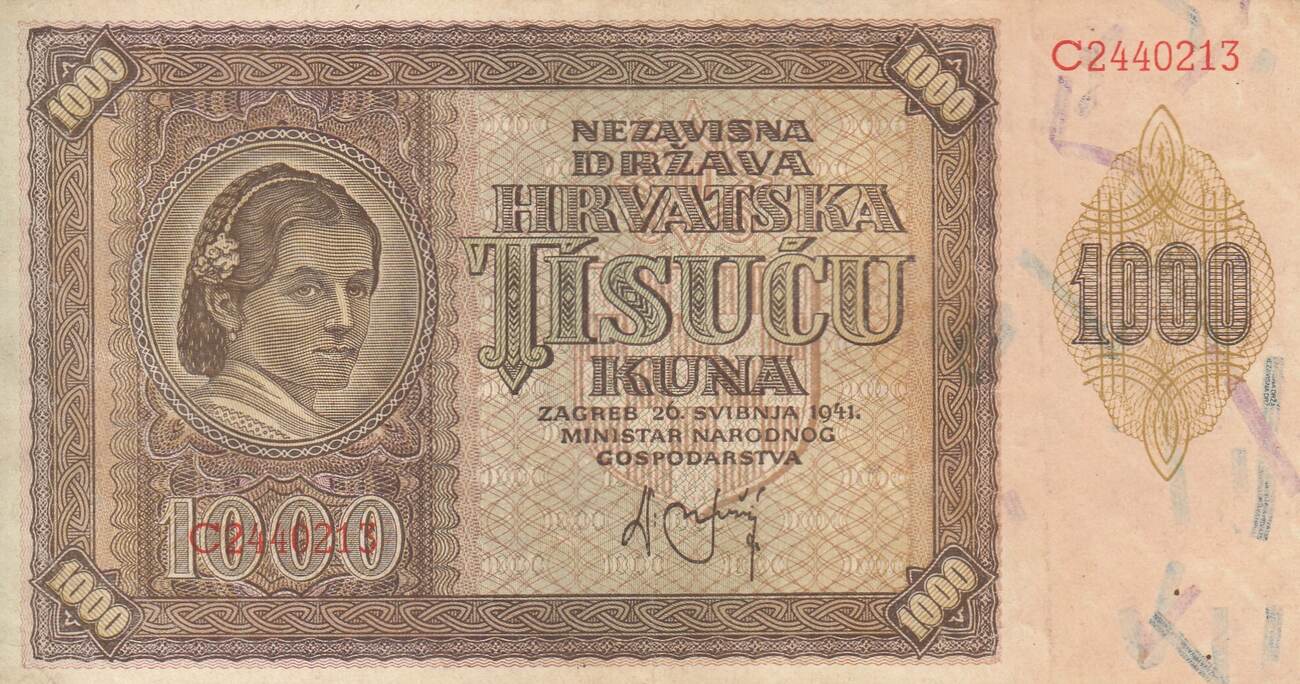 1000
1000
C2440213
NEZAVISNA
DRŽAVA
HRVATSKA
TISUĆU
KUNA
ZAGREB 26. SVIBNJA 1941.
MINISTAR NARODNOG
GOSPODARSTVA
1000
1000
C2440213
1000
1000